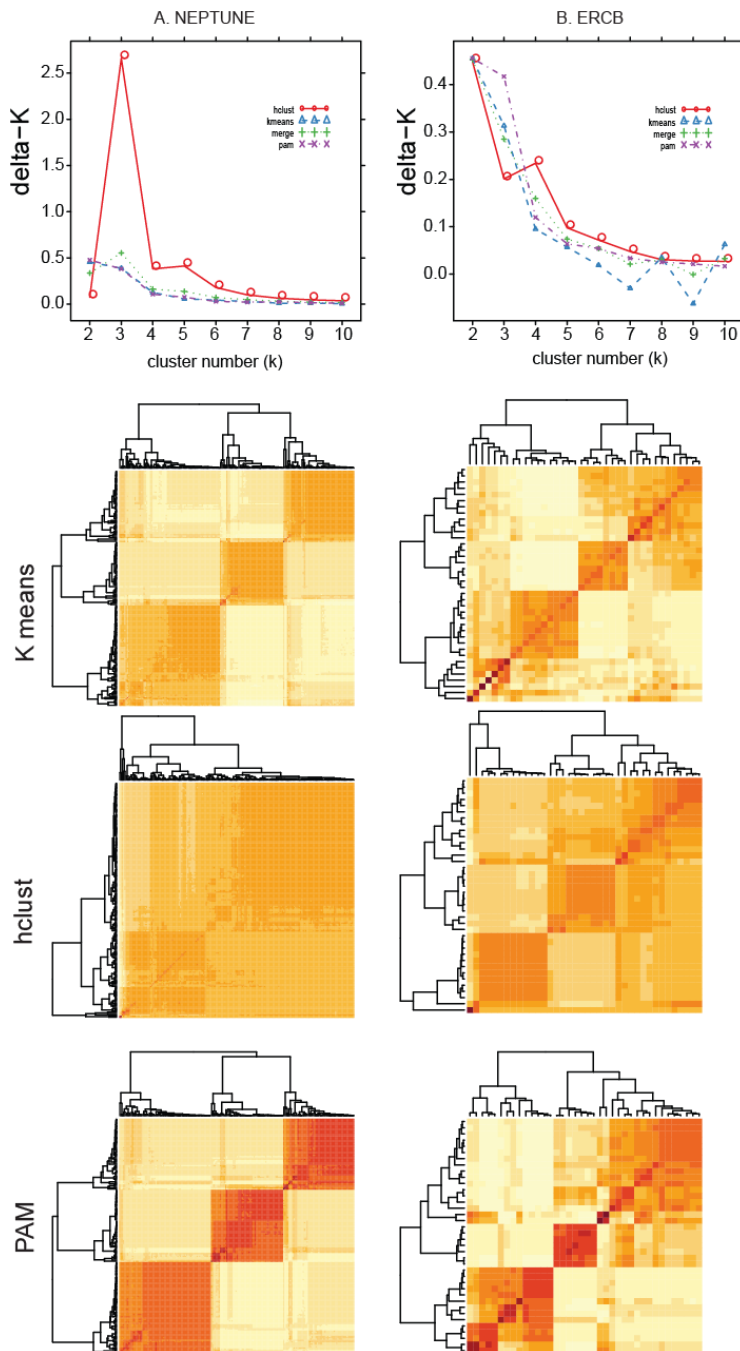 A. NEPTUNE
B. ERCB
delta-K
2.5
2.0
1.5
1.0
0.5
0.0
hclust
kmeans
merge
pam
2 3 4 5 6 7 8 9 10
cluster number (k)
delta-K
0.4
0.3
0.2
0.1
0.0
hclust
kmeans
merge
pam
2 3 4 5 6 7 8 9 10
cluster number (k)
K means
hclust
PAM